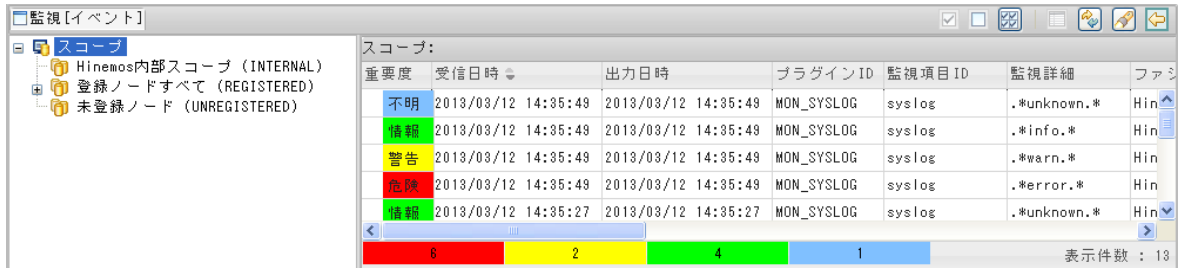 監視[イベント]
スコープ
Hinemos内部スコープ (INTERNAL)
登録ノードすべて (REGISTERED)
未登録ノード (UNREGISTERED)
スコープ:
重要度 受信日時 出力日時 プラグインID 監視項目ID 監視詳細 ファシ
不明 2013/03/12 14:35:49 2013/03/12 14:35:49 MON_SYSLOG syslog .*unknown.* Hin
情報 2013/03/12 14:35:49 2013/03/12 14:35:49 MON_SYSLOG syslog .*info.* Hin
警告 2013/03/12 14:35:49 2013/03/12 14:35:49 MON_SYSLOG syslog .*warn.* Hin
危険 2013/03/12 14:35:49 2013/03/12 14:35:49 MON_SYSLOG syslog .*error.* Hin
情報 2013/03/12 14:35:27 2013/03/12 14:35:27 MON_SYSLOG syslog .*unknown.* Hin
6 2 4 1 表示件数 : 13